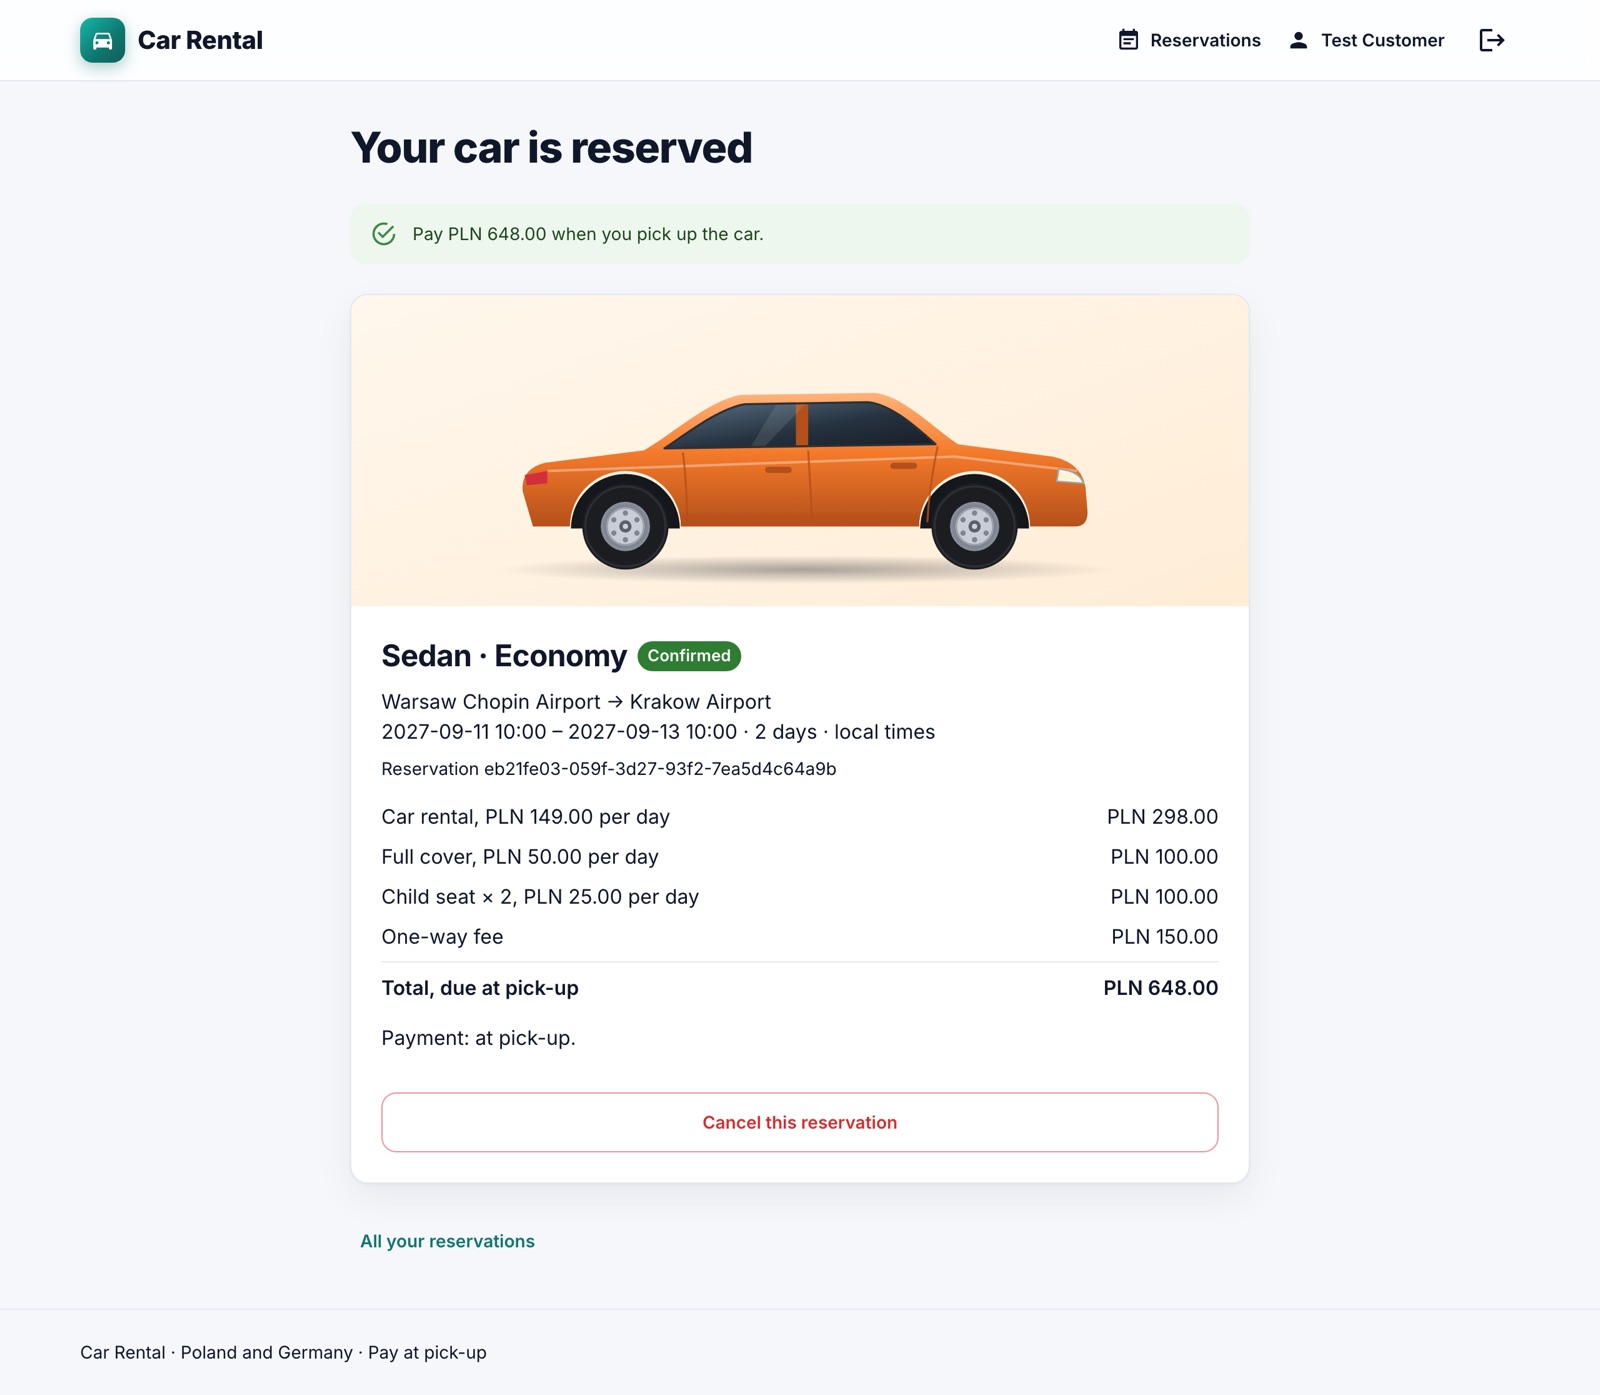 Car Rental
Reservations
Test Customer
Your car is reserved
Pay PLN 648.00 when you pick up the car.
Sedan · Economy Confirmed
Warsaw Chopin Airport → Krakow Airport
2027-09-11 10:00 – 2027-09-13 10:00 · 2 days · local times
Reservation eb21fe03-059f-3d27-93f2-7ea5d4c64a9b
Car rental, PLN 149.00 per day PLN 298.00
Full cover, PLN 50.00 per day PLN 100.00
Child seat × 2, PLN 25.00 per day PLN 100.00
One-way fee PLN 150.00
Total, due at pick-up PLN 648.00
Payment: at pick-up.
Cancel this reservation
All your reservations
Car Rental · Poland and Germany · Pay at pick-up